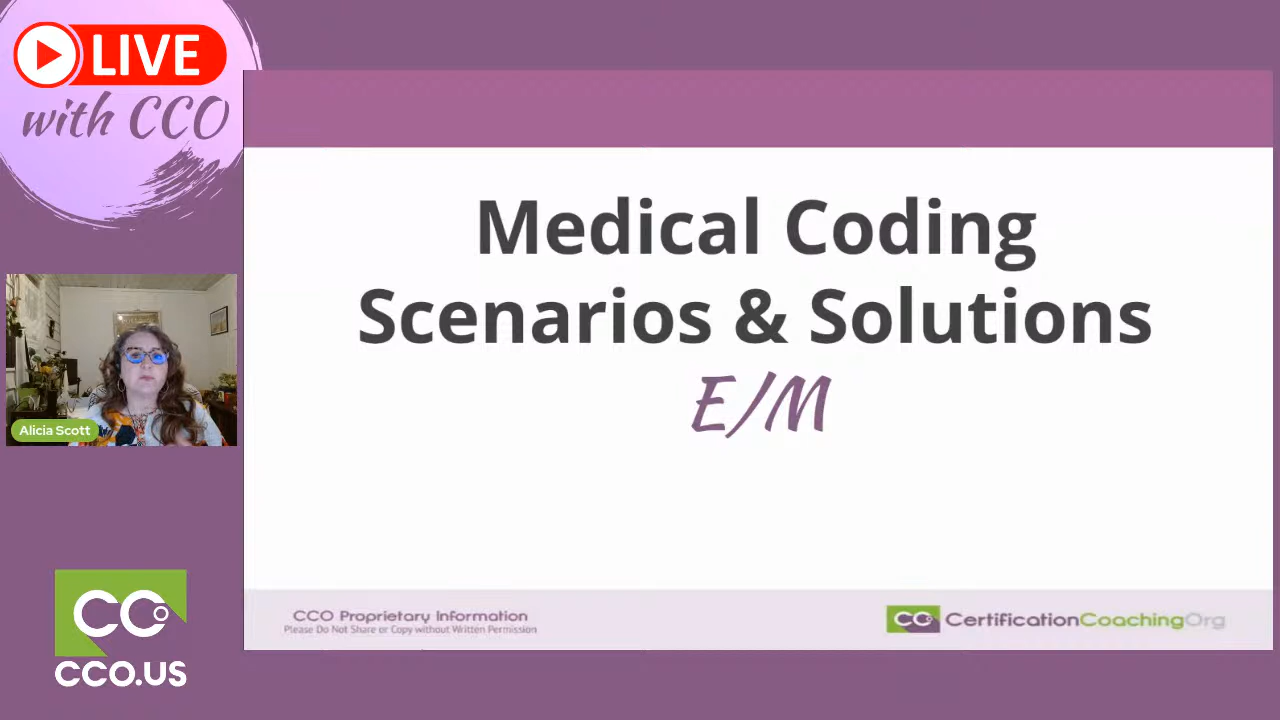 LIVE
with CCO
Medical Coding
Scenarios & Solutions
E/M
Alicia Scott
CCO
CCO.US
CCO Proprietary Information
Please Do Not Share or Copy without Written Permission
CCO CertificationCoachingOrg